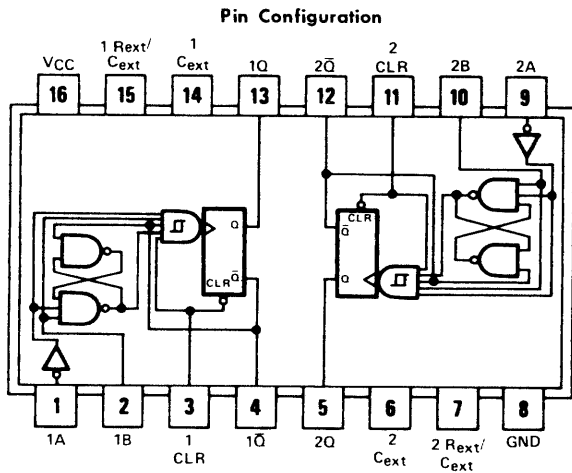 Pin Configuration
1 Rext/ 1 2
VCC Cext Cext 1Q 2Q̅ CLR 2B 2A
16 15 14 13 12 11 10 9
Q
CLR
Q̅
Q̅
CLR
Q
1 2 3 4 5 6 7 8
1A 1B 1 1Q̅ 2Q 2 2 Rext/ GND
CLR Cext Cext